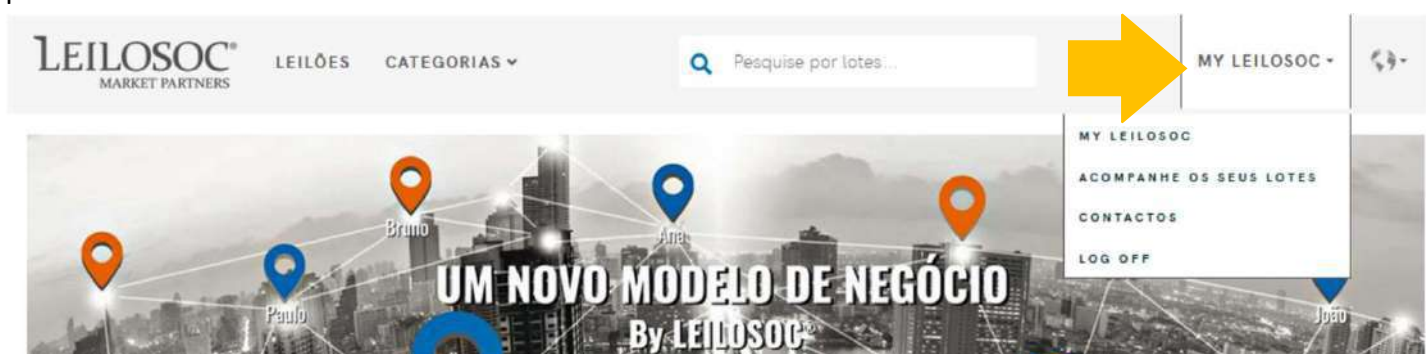 LEILOSOC®
MARKET PARTNERS
LEILÕES
CATEGORIAS
Pesquise por lotes...
MY LEILOSOC
MY LEILOSOC
ACOMPANHE OS SEUS LOTES
CONTACTOS
LOG OFF
Bruno
Ana
Paulo
João
UM NOVO MODELO DE NEGÓCIO
By LEILOSOC®